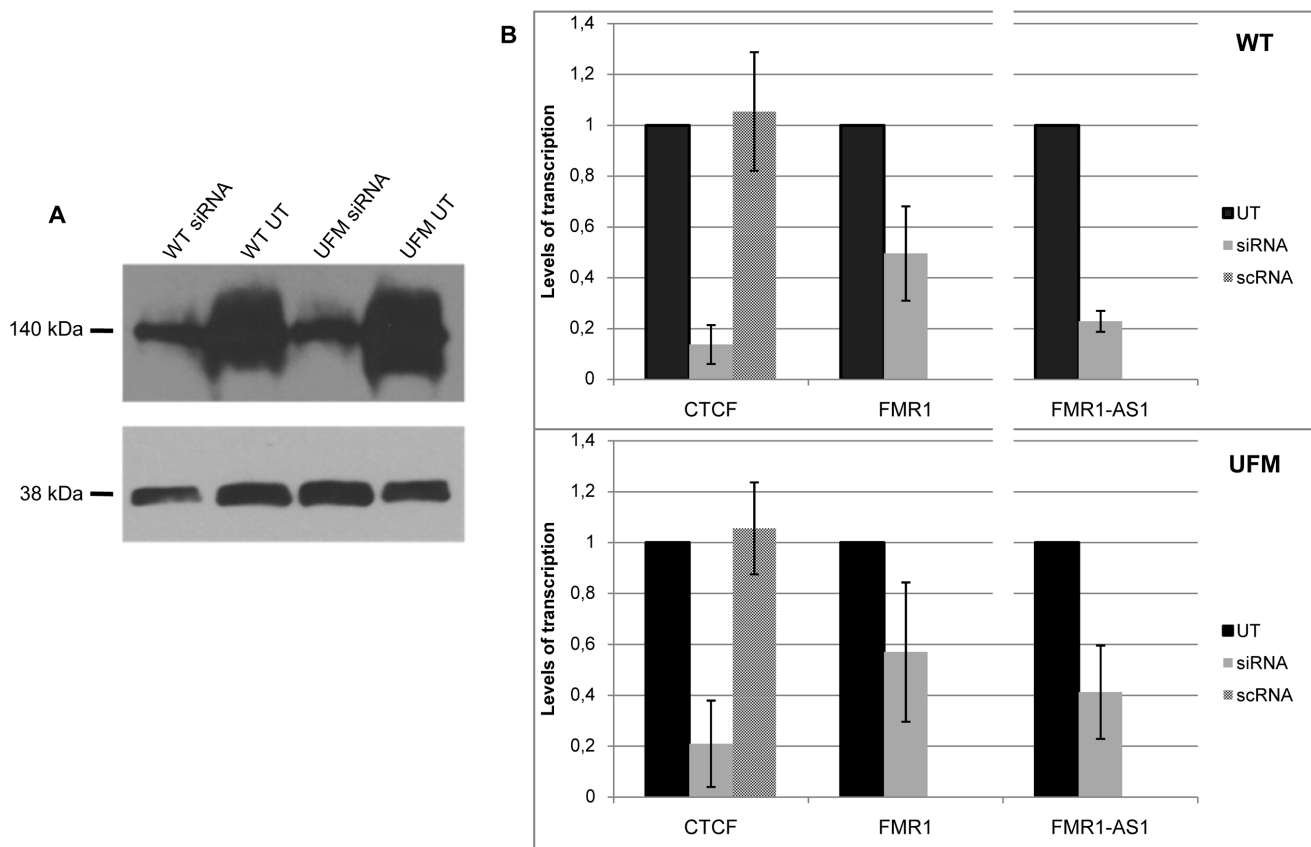 A
WT siRNA
WT UT
UFM siRNA
UFM UT
140 kDa
38 kDa
B
WT
Levels of transcription
1,4
1,2
1
0,8
0,6
0,4
0,2
0
CTCF
FMR1
FMR1-AS1
UT
siRNA
scRNA
UFM
Levels of transcription
1,4
1,2
1
0,8
0,6
0,4
0,2
0
CTCF
FMR1
FMR1-AS1
UT
siRNA
scRNA